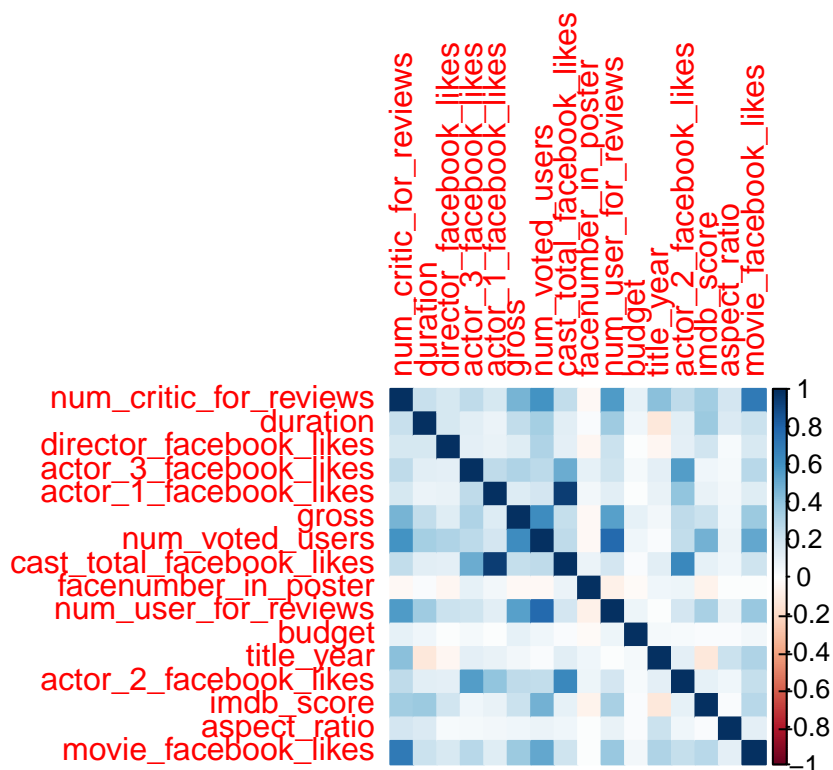 num_critic_for_reviews
duration
director_facebook_likes
actor_3_facebook_likes
actor_1_facebook_likes
gross
num_voted_users
cast_total_facebook_likes
facenumber_in_poster
num_user_for_reviews
budget
title_year
actor_2_facebook_likes
imdb_score
aspect_ratio
movie_facebook_likes
num_critic_for_reviews
duration
director_facebook_likes
actor_3_facebook_likes
actor_1_facebook_likes
gross
num_voted_users
cast_total_facebook_likes
facenumber_in_poster
num_user_for_reviews
budget
title_year
actor_2_facebook_likes
imdb_score
aspect_ratio
movie_facebook_likes
1
0.8
0.6
0.4
0.2
0
−0.2
−0.4
−0.6
−0.8
−1